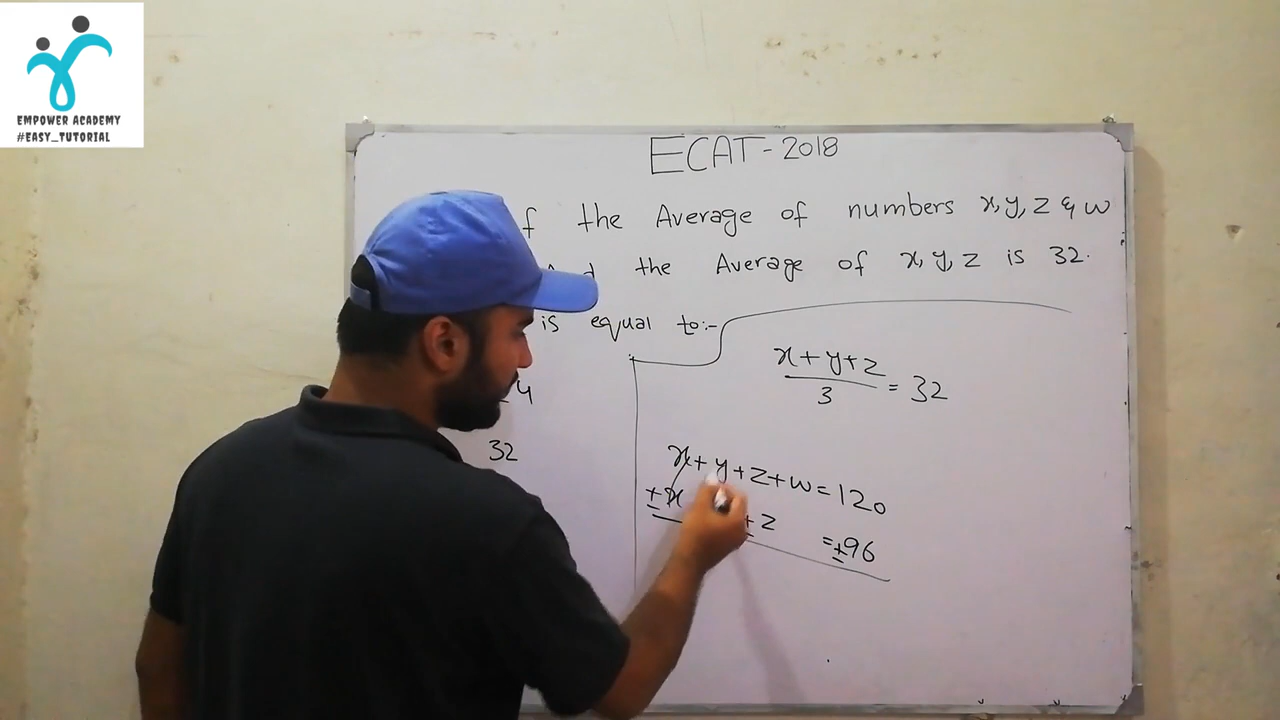 EMPOWER ACADEMY
#EASY_TUTORIAL
ECAT-2018
f the Average of numbers x, y, z & w
the Average of x, y, z is 32.
is equal to:-
x+y+z
3
= 32
4
32
x+y+z+w=120
±x ± z =±96